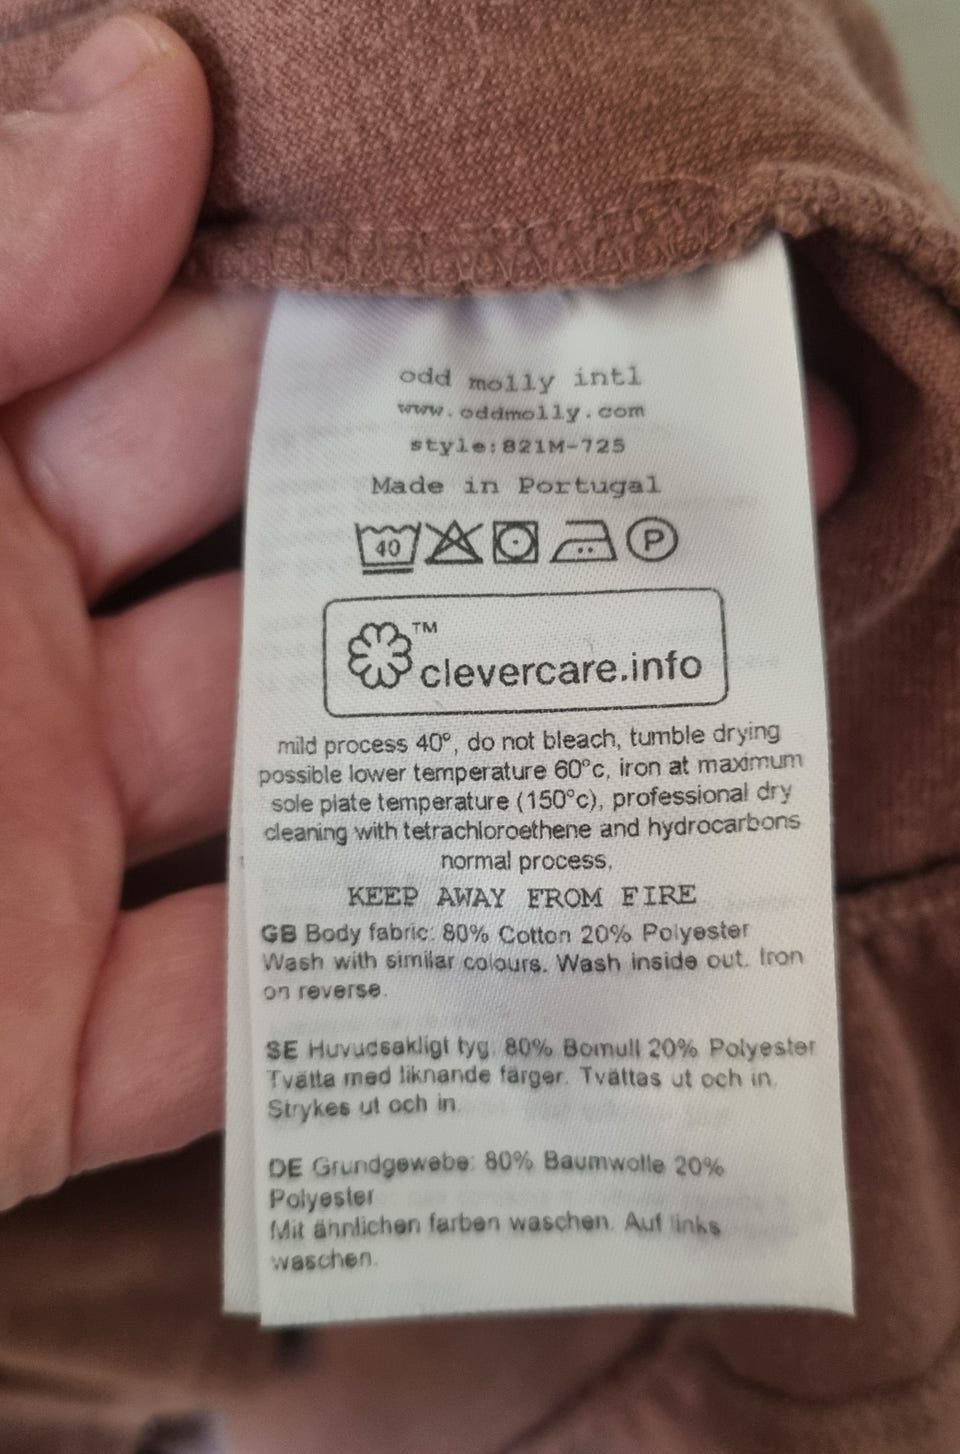 odd molly intl
www.oddmolly.com
style:821M-725
Made in Portugal
40 P
TM
clevercare.info
mild process 40°, do not bleach, tumble drying
possible lower temperature 60°c, iron at maximum
sole plate temperature (150°c), professional dry
cleaning with tetrachloroethene and hydrocarbons
normal process.
KEEP AWAY FROM FIRE
GB Body fabric: 80% Cotton 20% Polyester
Wash with similar colours. Wash inside out. Iron
on reverse.
SE Huvudsakligt tyg: 80% Bomull 20% Polyester
Tvätta med liknande färger. Tvättas ut och in.
Strykes ut och in.
DE Grundgewebe: 80% Baumwolle 20%
Polyester
Mit ähnlichen farben waschen. Auf links
waschen.